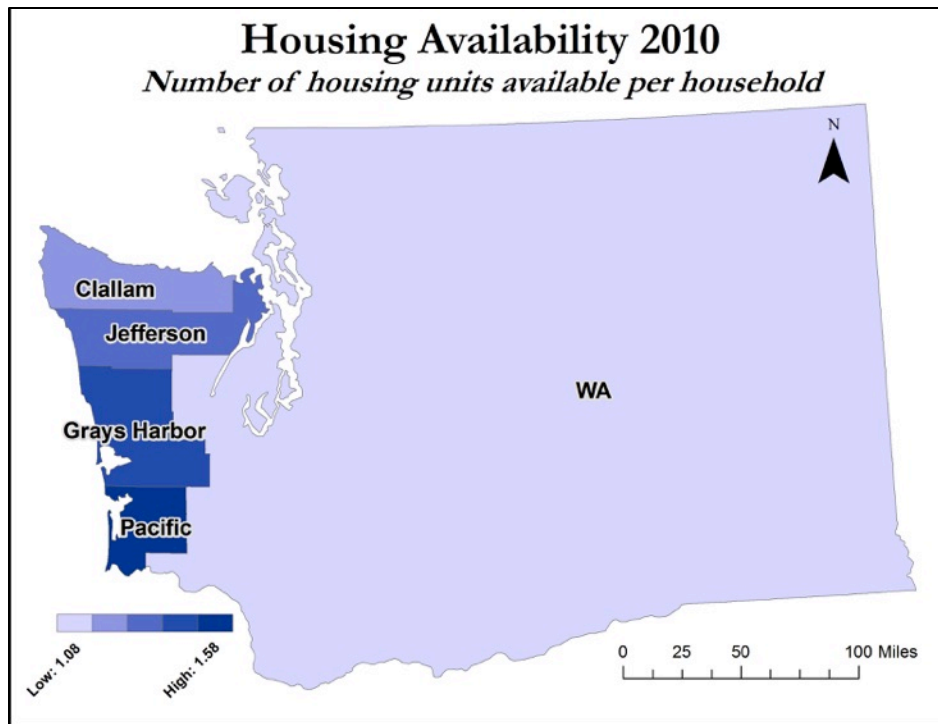 Housing Availability 2010
Number of housing units available per household
N
Clallam
Jefferson
WA
Grays Harbor
Pacific
Low: 1.08
High: 1.58
0 25 50 100 Miles